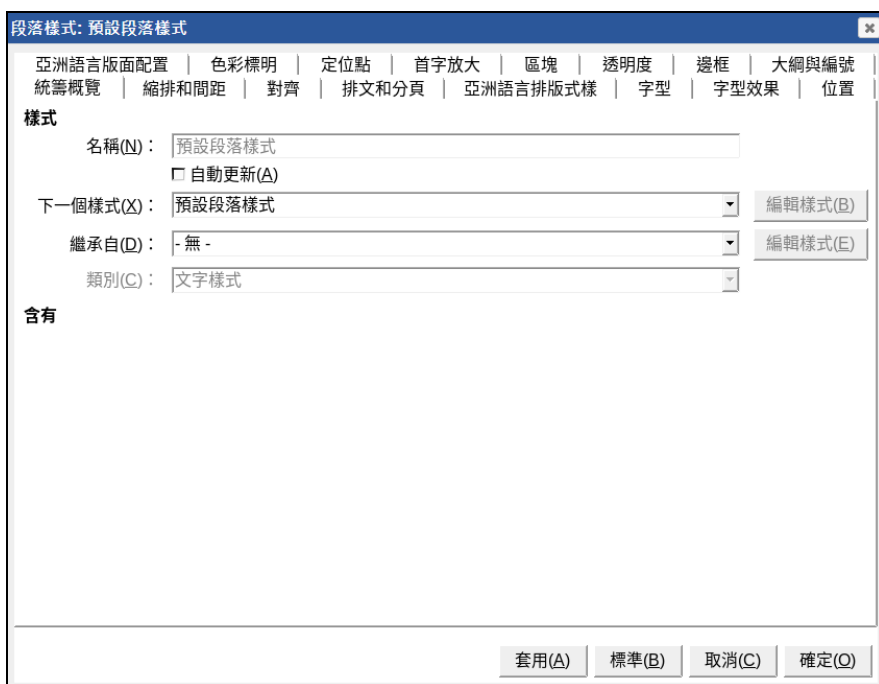 段落樣式: 預設段落樣式
亞洲語言版面配置 | 色彩標明 | 定位點 | 首字放大 | 區塊 | 透明度 | 邊框 | 大綱與編號
統籌概覽 | 縮排和間距 | 對齊 | 排文和分頁 | 亞洲語言排版式樣 | 字型 | 字型效果 | 位置
樣式
名稱(N)： 預設段落樣式
自動更新(A)
下一個樣式(X)： 預設段落樣式 編輯樣式(B)
繼承自(D)： - 無 - 編輯樣式(E)
類別(C)： 文字樣式
含有
套用(A) 標準(B) 取消(C) 確定(O)